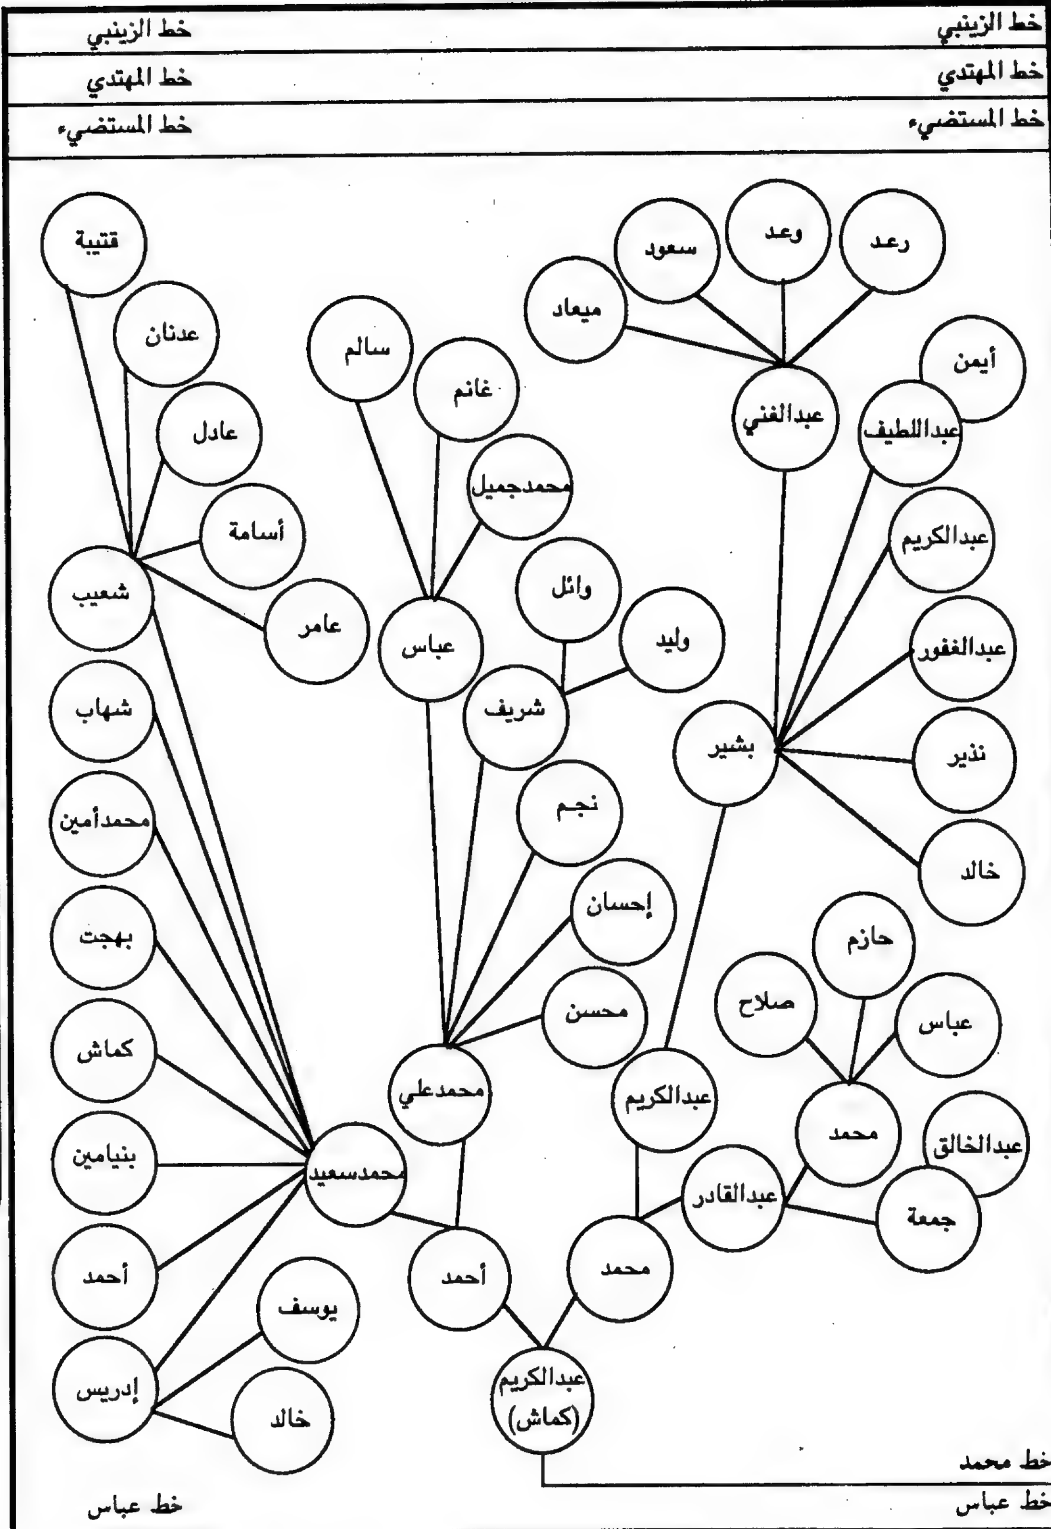 خط الزينبي
خط الزينبي
خط المهتدي
خط المهتدي
خط المستضيء
خط المستضيء
رعد
وعد
سعود
ميعاد
قتيبة
عدنان
سالم
غانم
أيمن
عبدالغني
عبداللطيف
عادل
محمدجميل
عبدالكريم
أسامة
وائل
وليد
عبدالغفور
شعيب
عامر
عباس
شريف
شهاب
بشير
نذير
محمدأمين
نجم
خالد
إحسان
بهجت
حازم
صلاح
عباس
محسن
كماش
محمدعلي
عبدالكريم
محمد
عبدالخالق
بنيامين
محمدسعيد
عبدالقادر
جمعة
أحمد
أحمد
محمد
يوسف
إدريس
خالد
عبدالكريم
(كماش)
خط محمد
خط عباس
خط عباس